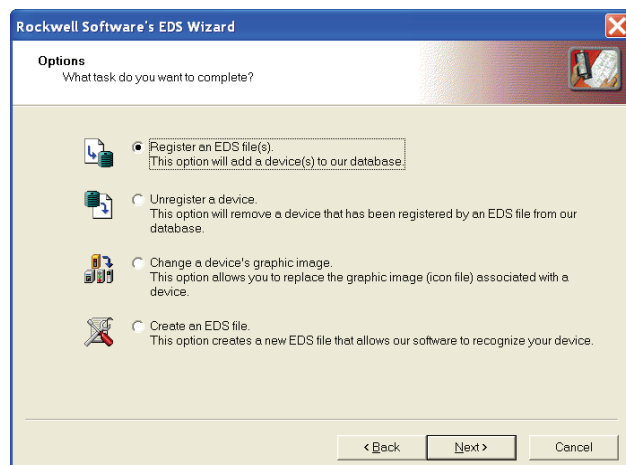 Rockwell Software's EDS Wizard
Options
What task do you want to complete?
Register an EDS file(s).
This option will add a device(s) to our database.
Unregister a device.
This option will remove a device that has been registered by an EDS file from our
database.
Change a device's graphic image.
This option allows you to replace the graphic image (icon file) associated with a
device.
Create an EDS file.
This option creates a new EDS file that allows our software to recognize your device.
< Back
Next >
Cancel